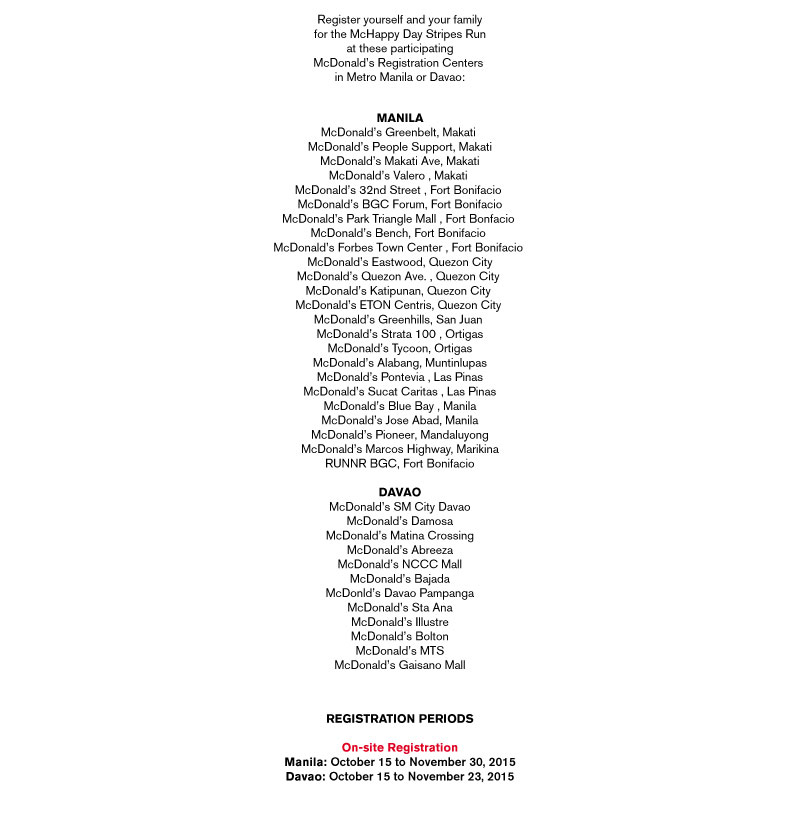 Register yourself and your family
for the McHappy Day Stripes Run
at these participating
McDonald's Registration Centers
in Metro Manila or Davao:
MANILA
McDonald's Greenbelt, Makati
McDonald's People Support, Makati
McDonald's Makati Ave, Makati
McDonald's Valero , Makati
McDonald's 32nd Street , Fort Bonifacio
McDonald's BGC Forum, Fort Bonifacio
McDonald's Park Triangle Mall , Fort Bonfacio
McDonald's Bench, Fort Bonifacio
McDonald's Forbes Town Center , Fort Bonifacio
McDonald's Eastwood, Quezon City
McDonald's Quezon Ave. , Quezon City
McDonald's Katipunan, Quezon City
McDonald's ETON Centris, Quezon City
McDonald's Greenhills, San Juan
McDonald's Strata 100 , Ortigas
McDonald's Tycoon, Ortigas
McDonald's Alabang, Muntinlupas
McDonald's Pontevia , Las Pinas
McDonald's Sucat Caritas , Las Pinas
McDonald's Blue Bay , Manila
McDonald's Jose Abad, Manila
McDonald's Pioneer, Mandaluyong
McDonald's Marcos Highway, Marikina
RUNNR BGC, Fort Bonifacio
DAVAO
McDonald's SM City Davao
McDonald's Damosa
McDonald's Matina Crossing
McDonald's Abreeza
McDonald's NCCC Mall
McDonald's Bajada
McDonld's Davao Pampanga
McDonald's Sta Ana
McDonald's Illustre
McDonald's Bolton
McDonald's MTS
McDonald's Gaisano Mall
REGISTRATION PERIODS
On-site Registration
Manila: October 15 to November 30, 2015
Davao: October 15 to November 23, 2015